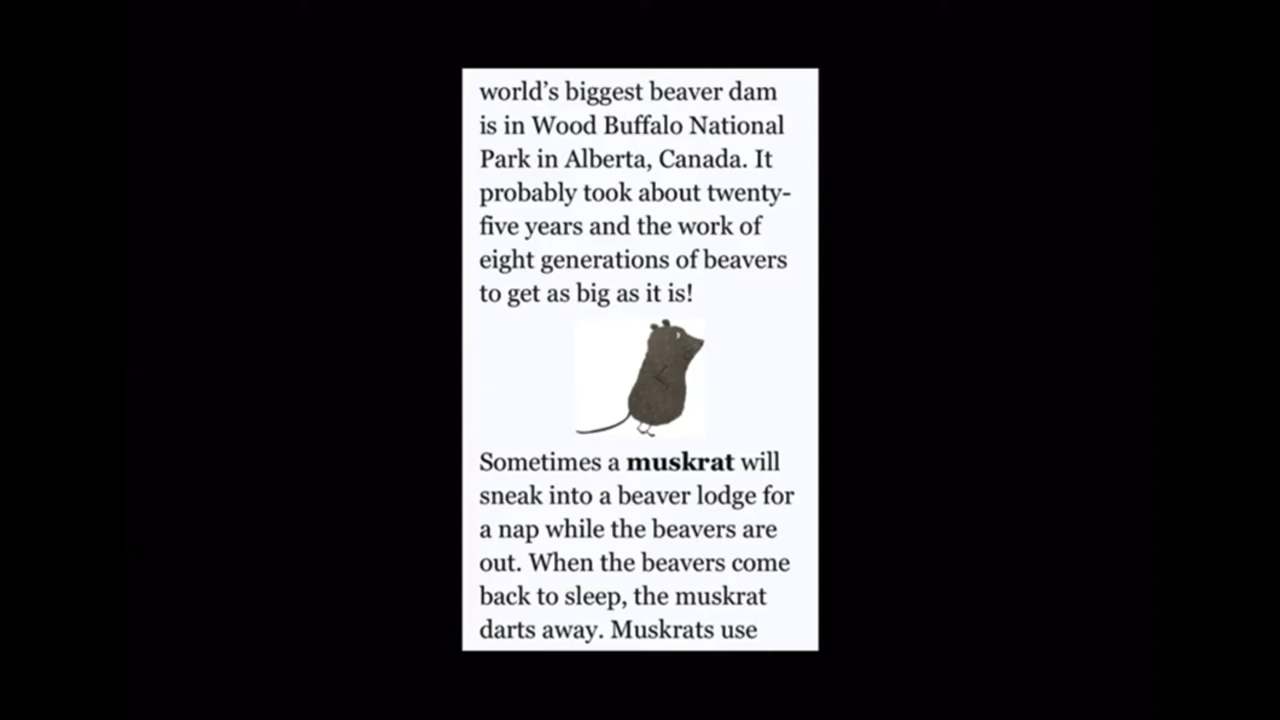 world’s biggest beaver dam
is in Wood Buffalo National
Park in Alberta, Canada. It
probably took about twenty-
five years and the work of
eight generations of beavers
to get as big as it is!
Sometimes a muskrat will
sneak into a beaver lodge for
a nap while the beavers are
out. When the beavers come
back to sleep, the muskrat
darts away. Muskrats use